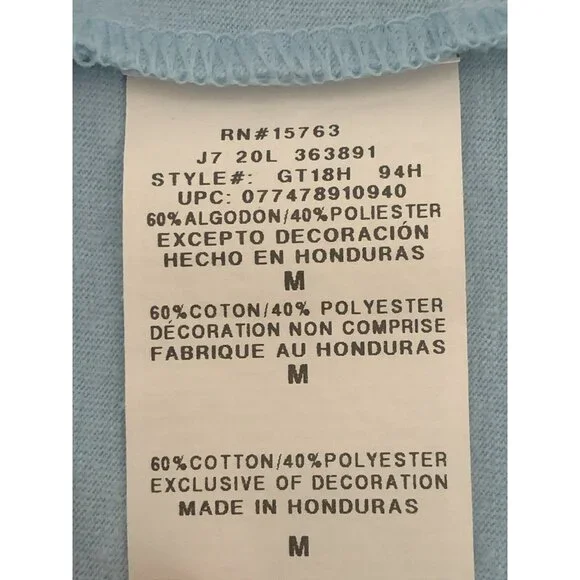 RN#15763
J7 20L 363891
STYLE#: GT18H 94H
UPC: 077478910940
60%ALGODON/40%POLIESTER
EXCEPTO DECORACIÓN
HECHO EN HONDURAS
M
60%COTON/40% POLYESTER
DÉCORATION NON COMPRISE
FABRIQUE AU HONDURAS
M
60%COTTON/40%POLYESTER
EXCLUSIVE OF DECORATION
MADE IN HONDURAS
M